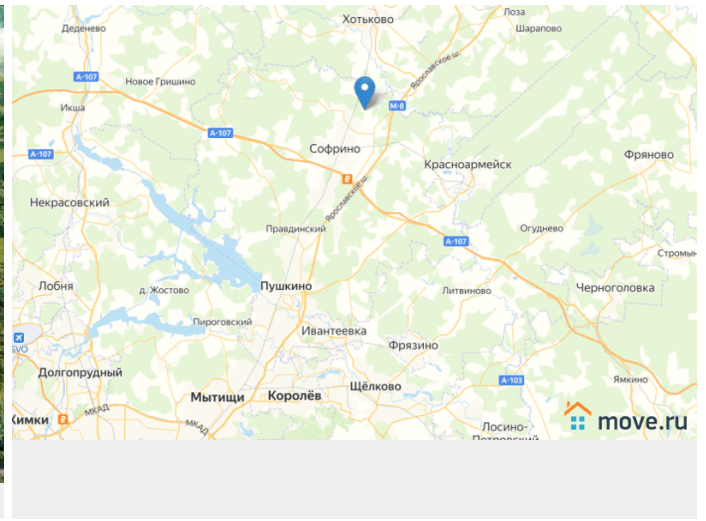 Хотьково
Лоза
Шарапово
Деденево
Ярославское ш.
А-107
Новое Гришино
Икша
М-8
А-107
Софрино
А-107
Красноармейск
Фряново
Ярославское ш.
Некрасовский
Правдинский
Огуднево
А-107
Стромын
Лобня
д. Жостово
Пушкино
Литвиново
Черноголовка
Пироговский
Ивантеевка
SVO
Фрязино
Долгопрудный
А-103
Ямкино
Щёлково
Мытищи
Королёв
МКАД
Химки
МКАД
Лосино-
Петровский
move.ru